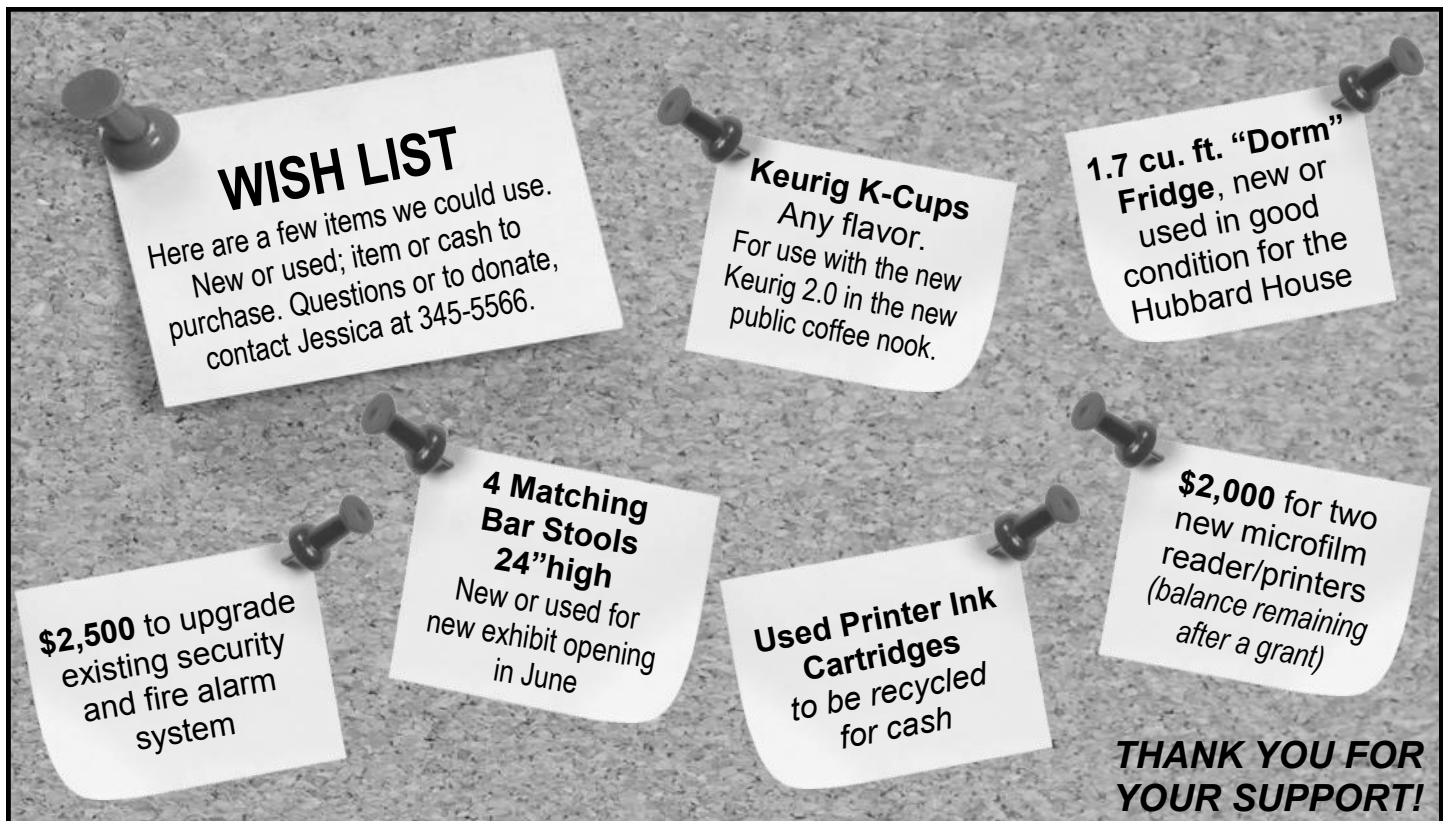 WISH LIST
Here are a few items we could use.
New or used; item or cash to
purchase. Questions or to donate,
contact Jessica at 345-5566.
Keurig K-Cups
Any flavor.
For use with the new
Keurig 2.0 in the new
public coffee nook.
1.7 cu. ft. “Dorm”
Fridge, new or
used in good
condition for the
Hubbard House
$2,500 to upgrade
existing security
and fire alarm
system
4 Matching
Bar Stools
24”high
New or used for
new exhibit opening
in June
Used Printer Ink
Cartridges
to be recycled
for cash
$2,000 for two
new microfilm
reader/printers
(balance remaining
after a grant)
THANK YOU FOR
YOUR SUPPORT!